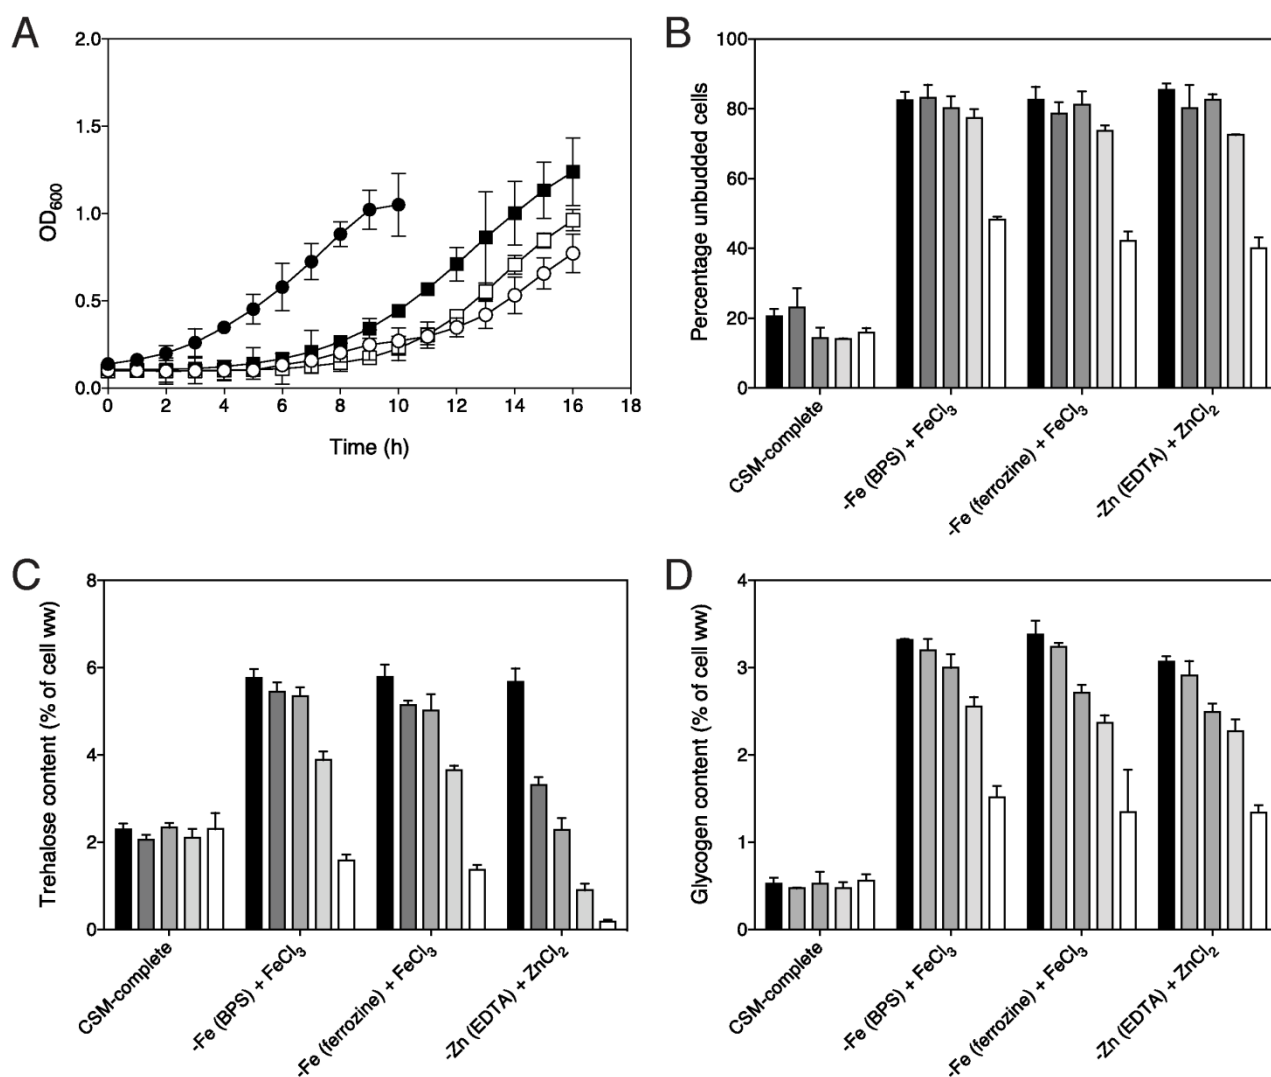 A
2.0
1.5
1.0
0.5
0.0
OD600
0 2 4 6 8 10 12 14 16 18
Time (h)
B
100
80
60
40
20
0
Percentage unbudded cells
CSM-complete
-Fe (BPS) + FeCl3
-Fe (ferrozine) + FeCl3
-Zn (EDTA) + ZnCl2
C
8
6
4
2
0
Trehalose content (% of cell ww)
CSM-complete
-Fe (BPS) + FeCl3
-Fe (ferrozine) + FeCl3
-Zn (EDTA) + ZnCl2
D
4
3
2
1
0
Glycogen content (% of cell ww)
CSM-complete
-Fe (BPS) + FeCl3
-Fe (ferrozine) + FeCl3
-Zn (EDTA) + ZnCl2